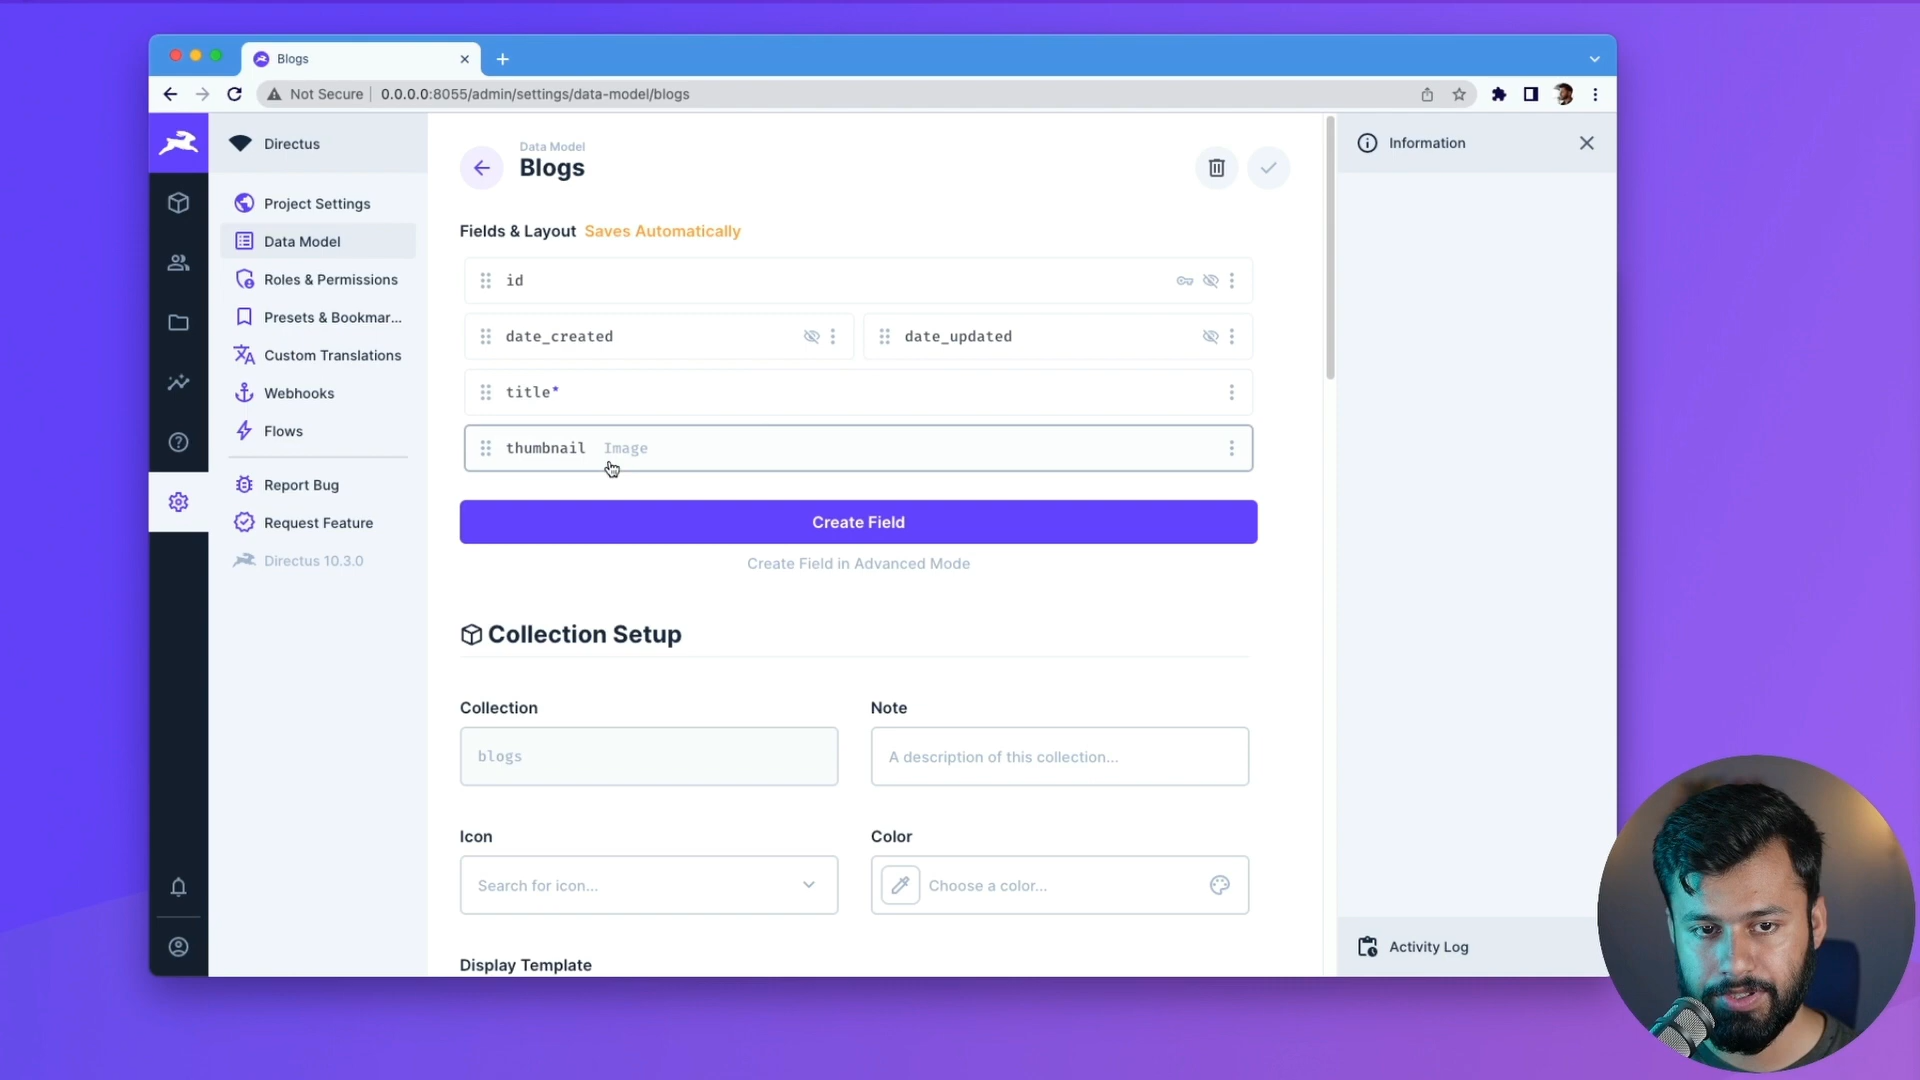 Blogs
Not Secure
0.0.0.0:8055/admin/settings/data-model/blogs
Directus
Project Settings
Data Model
Roles & Permissions
Presets & Bookmar...
Custom Translations
Webhooks
Flows
Report Bug
Request Feature
Directus 10.3.0
Data Model
Blogs
Fields & Layout Saves Automatically
id
date_created
date_updated
title*
thumbnail Image
Create Field
Create Field in Advanced Mode
Collection Setup
Collection
blogs
Note
A description of this collection...
Icon
Search for icon...
Color
Choose a color...
Display Template
Information
Activity Log